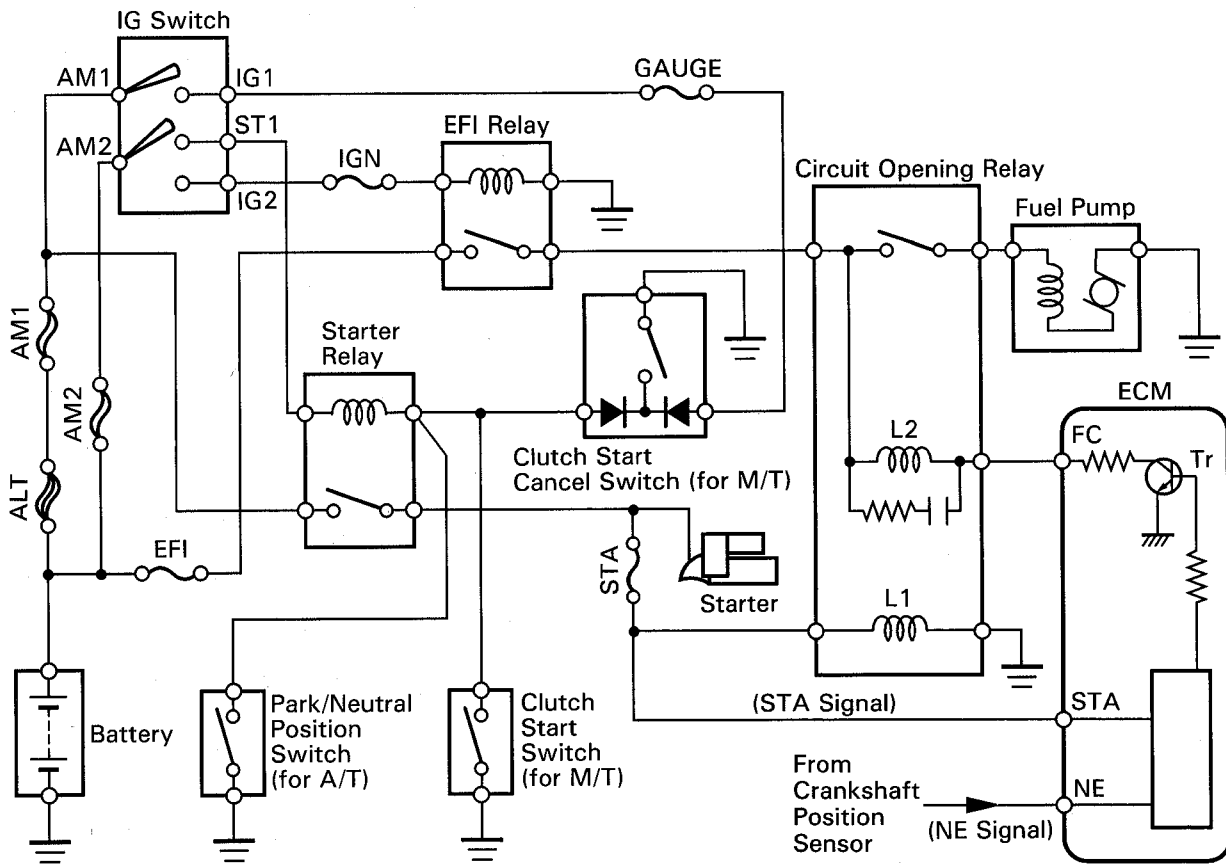 IG Switch
AM1
IG1
GAUGE
ST1
AM2
IGN
EFI Relay
IG2
Circuit Opening Relay
Fuel Pump
AM1
Starter
Relay
AM2
ECM
L2
FC
Tr
Clutch Start
Cancel Switch (for M/T)
ALT
EFI
STA
Starter
L1
Battery
Park/Neutral
Position
Switch
(for A/T)
Clutch
Start
Switch
(for M/T)
(STA Signal)
STA
From
Crankshaft
Position
Sensor
NE
(NE Signal)